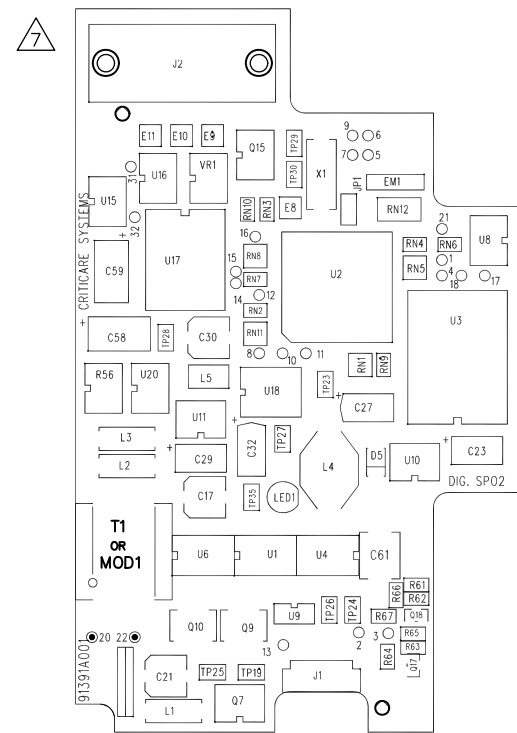 7
J2
E11 E10 E9
Q15
TP29
TP30
X1
9 6
7 5
JP1
EM1
RN12
31
U16
VR1
U15
32
CRITICARE SYSTEMS
+
C59
U17
RN10
RN3
E8
16
RN8
15
RN7
14
12
RN2
RN11
8
10
11
U2
21
RN4
RN6
U8
RN5
1
4
18
17
U3
+
C58
TP28
C30
L5
R56
U20
U18
TP23
RN1
RN9
+
C27
U11
+
C32
TP27
L3
L2
+
C29
L4
D5
U10
+
C23
DIG. SP02
C17
TP35
LED1
T1
OR
MOD1
U6
U1
U4
C61
R66
R61
R62
Q10
Q9
U9
TP26
TP24
R67
Q18
20
22
13
2
3
R65
R63
R64
Q17
91391A001
C21
TP25
TP19
J1
L1
Q7